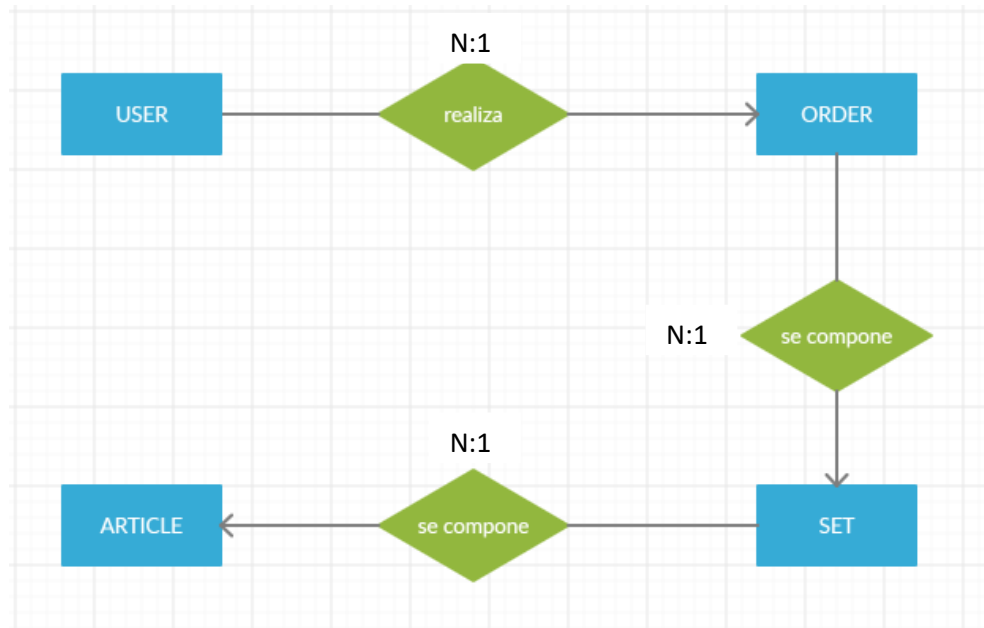 N:1
USER
realiza
ORDER
N:1
se compone
N:1
ARTICLE
se compone
SET